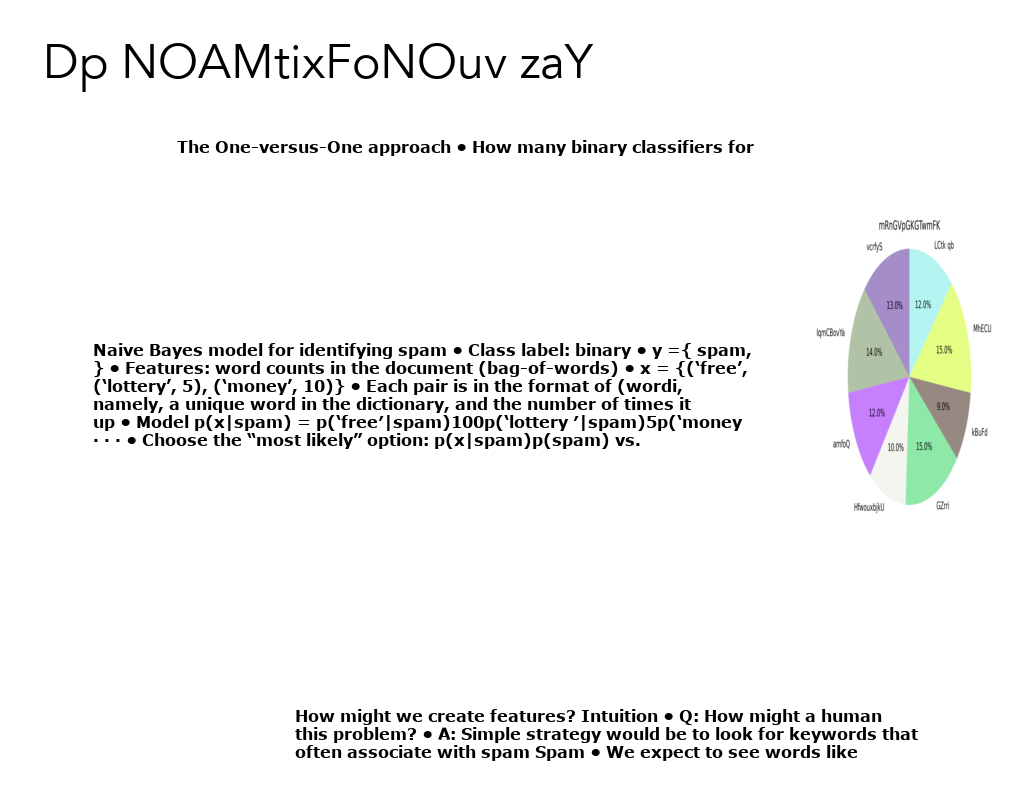 Dp NOAMtixFoNOuv zaY
The One-versus-One approach • How many binary classifiers for
mRnGVpGKGTwmFK
vcrfyS
LCtk qb
13.0%
12.0%
IqmCBovYa
MhECU
14.0%
15.0%
12.0%
9.0%
amfoQ
kBuFd
10.0%
15.0%
HfwouxbjkU
GZrri
Naive Bayes model for identifying spam • Class label: binary • y ={ spam,
} • Features: word counts in the document (bag-of-words) • x = {(‘free’,
(‘lottery’, 5), (‘money’, 10)} • Each pair is in the format of (wordi,
namely, a unique word in the dictionary, and the number of times it
up • Model p(x|spam) = p(‘free’|spam)100p(‘lottery ’|spam)5p(‘money
· · · • Choose the “most likely” option: p(x|spam)p(spam) vs.
How might we create features? Intuition • Q: How might a human
this problem? • A: Simple strategy would be to look for keywords that
often associate with spam Spam • We expect to see words like